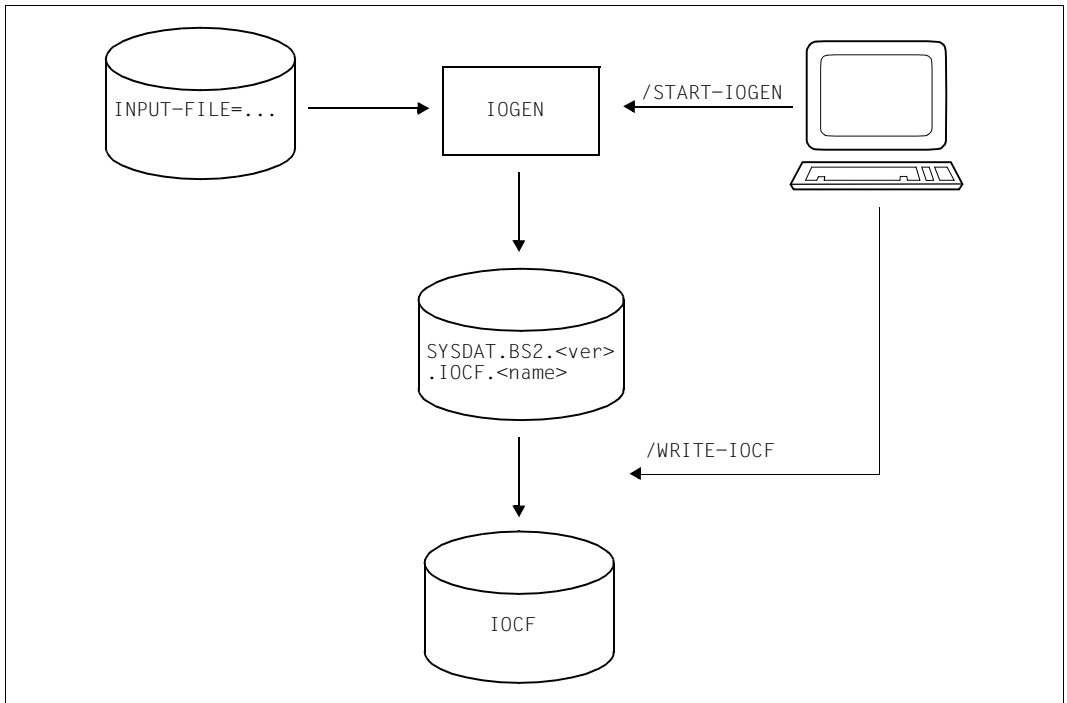 INPUT-FILE=...
IOGEN
/START-IOGEN
SYSDAT.BS2.<ver>
.IOCF.<name>
/WRITE-IOCF
IOCF